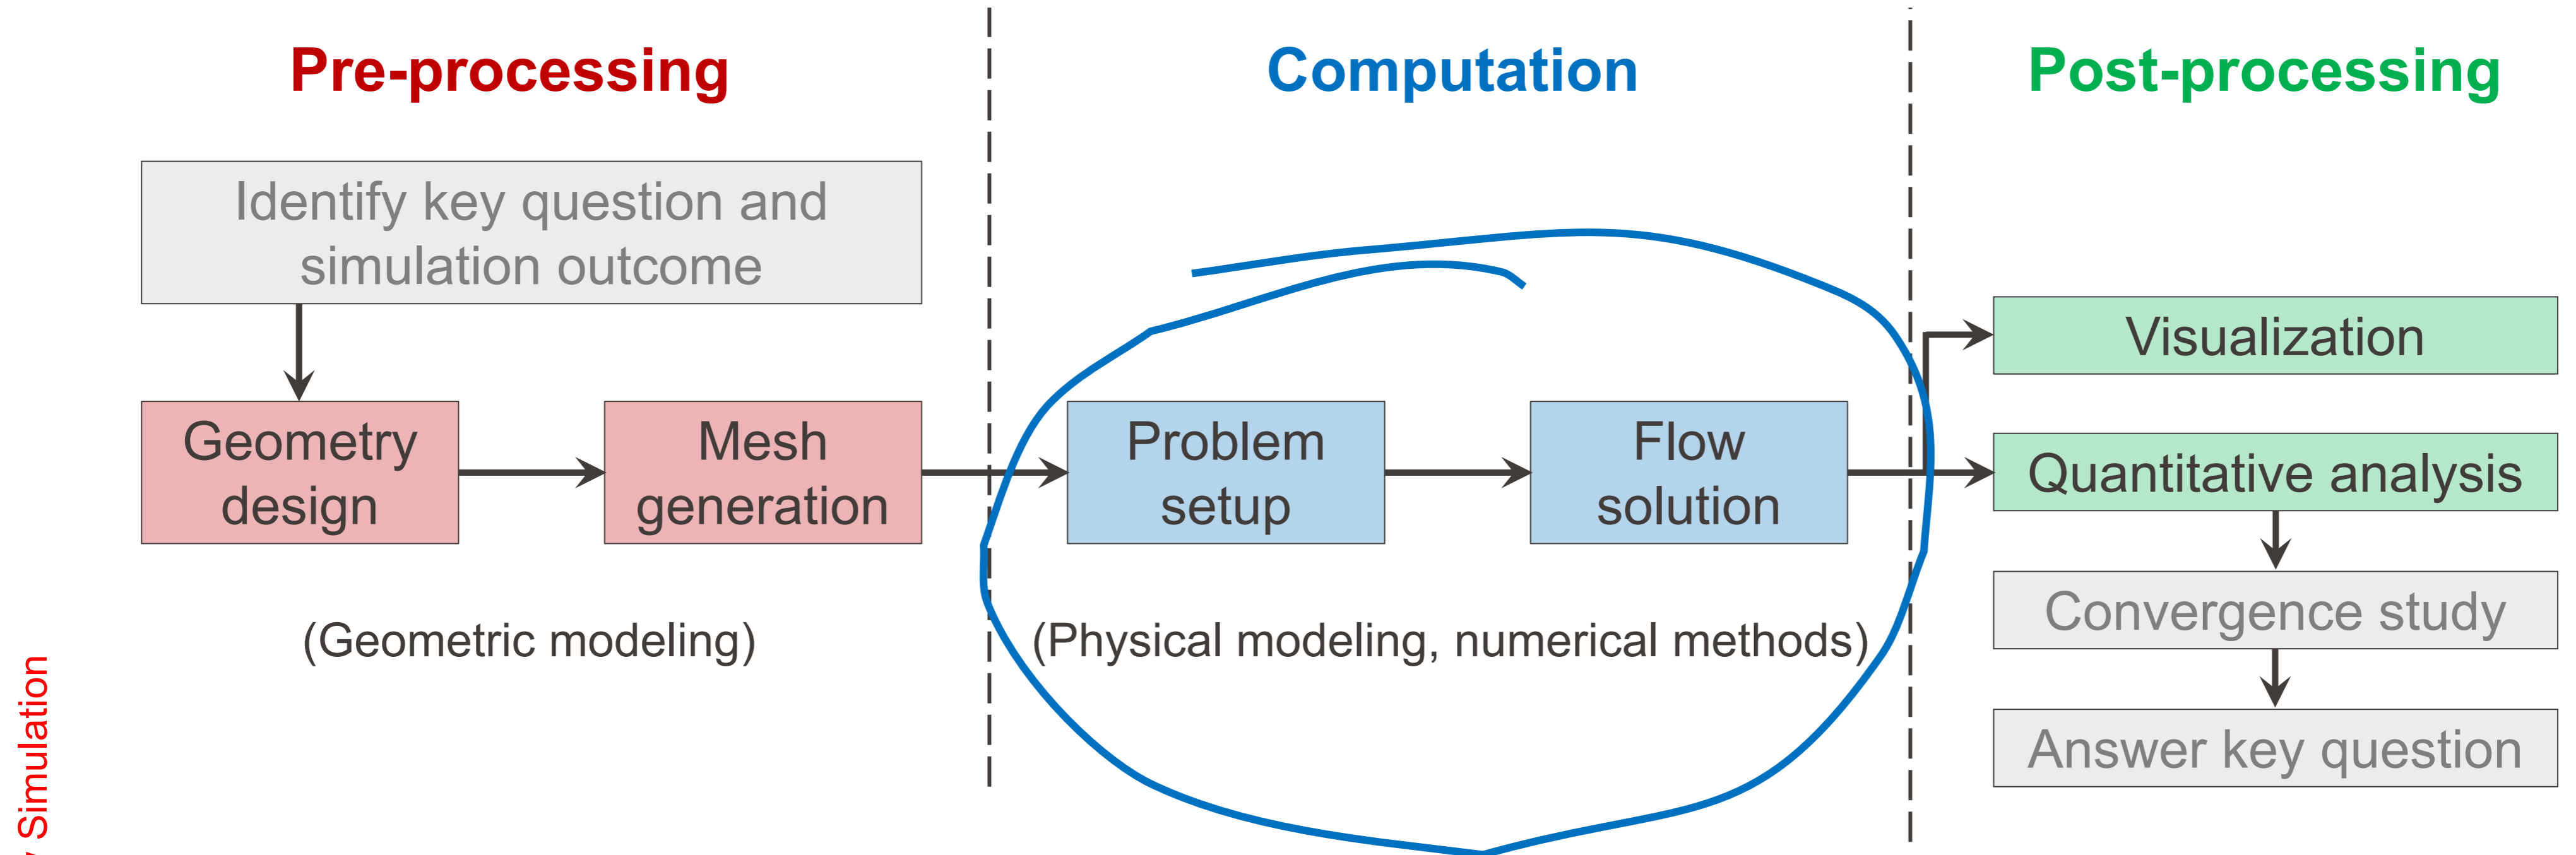 Pre-processing
Computation
Post-processing
Identify key question and
simulation outcome
Geometry
design
Mesh
generation
Problem
setup
Flow
solution
Visualization
Quantitative analysis
Convergence study
Answer key question
(Geometric modeling)
(Physical modeling, numerical methods)
Simulation